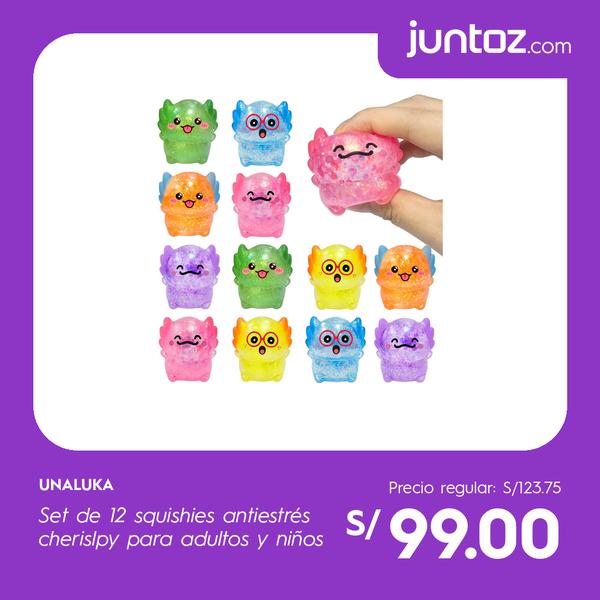 juntoz.com
UNALUKA
Set de 12 squishies antiestrés
cherislpy para adultos y niños
Precio regular: S/123.75
S/99.00